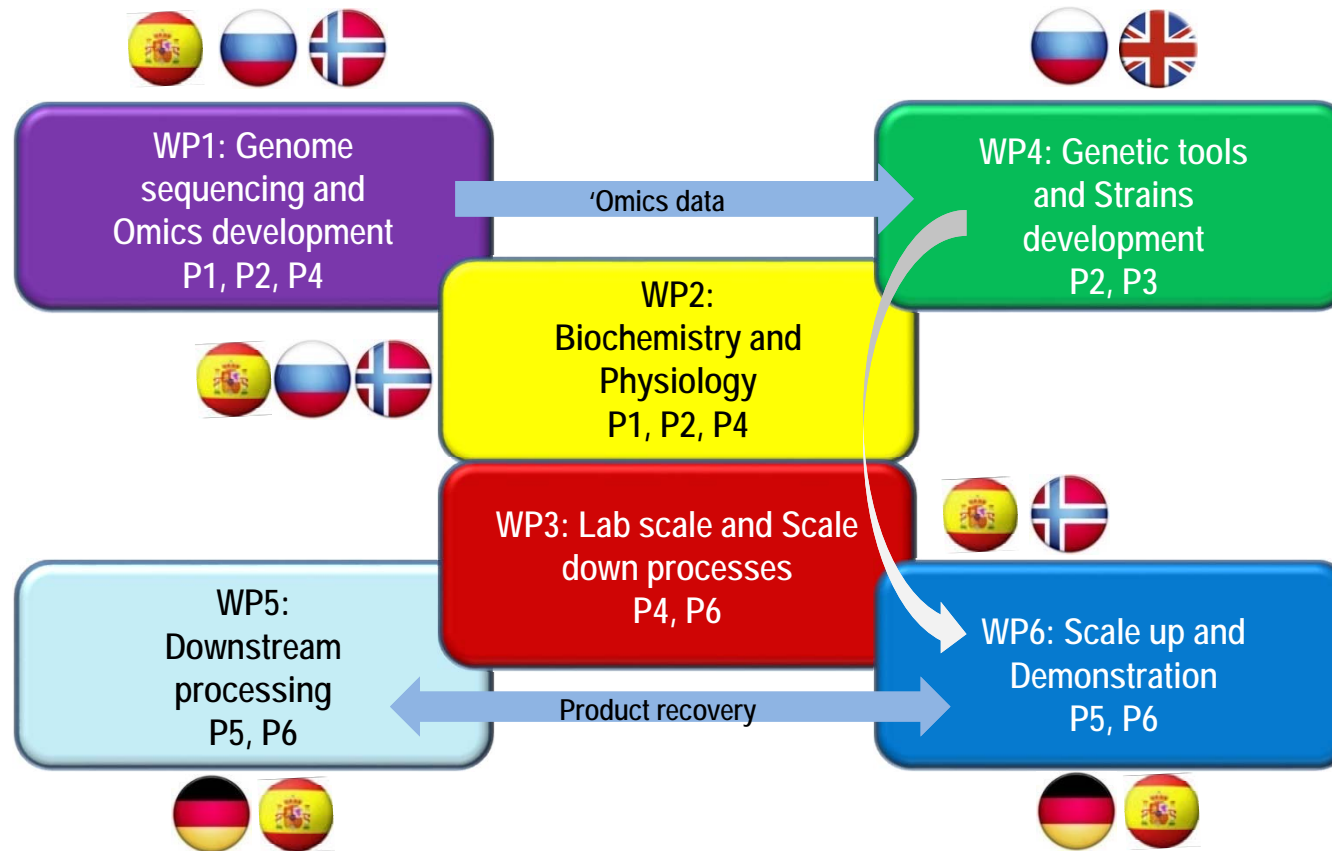 WP1: Genome
sequencing and
Omics development
P1, P2, P4
‘Omics data
WP4: Genetic tools
and Strains
development
P2, P3
WP2:
Biochemistry and
Physiology
P1, P2, P4
WP3: Lab scale and Scale
down processes
P4, P6
WP5:
Downstream
processing
P5, P6
Product recovery
WP6: Scale up and
Demonstration
P5, P6